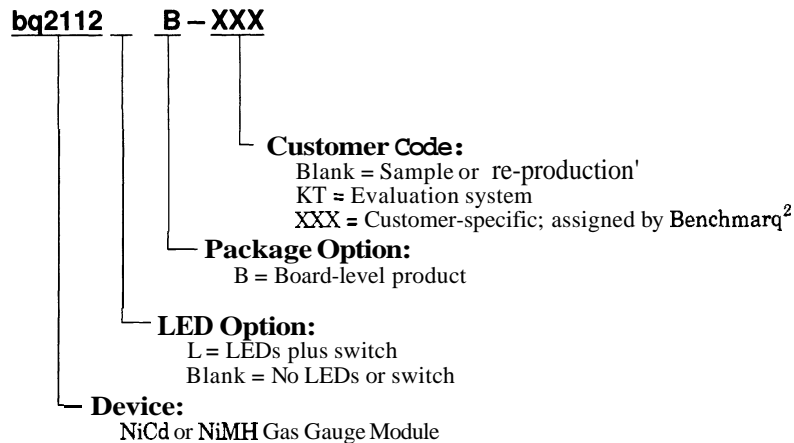 bq2112 _ B – XXX
Customer Code:
Blank = Sample or re-production'
KT = Evaluation system
XXX = Customer-specific; assigned by Benchmarq²
Package Option:
B = Board-level product
LED Option:
L = LEDs plus switch
Blank = No LEDs or switch
Device:
NiCd or NiMH Gas Gauge Module